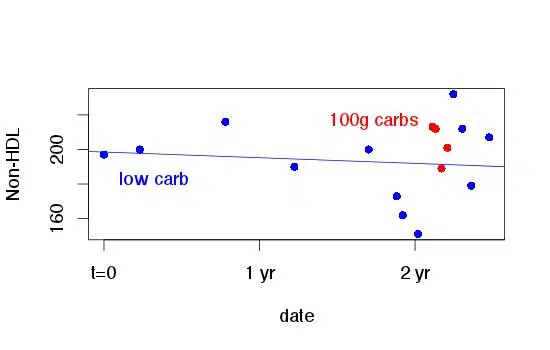 Non-HDL
200
160
100g carbs
low carb
t=0
1 yr
2 yr
date